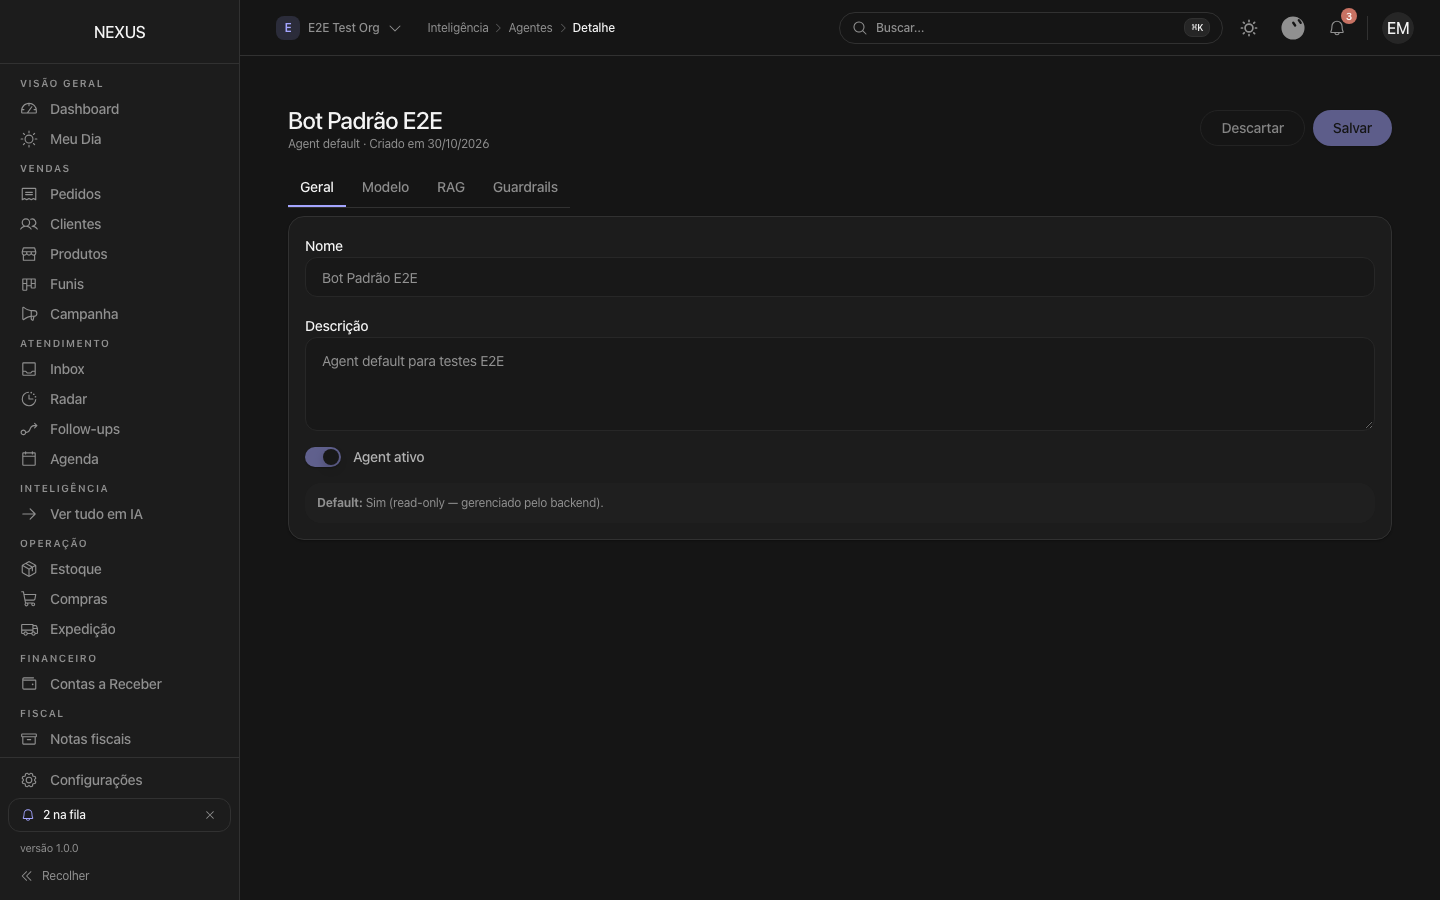 NEXUS
E
E2E Test Org
Inteligência
Agentes
Detalhe
Buscar...
⌘K
3
EM
VISÃO GERAL
Dashboard
Meu Dia
VENDAS
Pedidos
Clientes
Produtos
Funis
Campanha
ATENDIMENTO
Inbox
Radar
Follow-ups
Agenda
INTELIGÊNCIA
Ver tudo em IA
OPERAÇÃO
Estoque
Compras
Expedição
FINANCEIRO
Contas a Receber
FISCAL
Notas fiscais
Configurações
2 na fila
versão 1.0.0
Recolher
Bot Padrão E2E
Agent default · Criado em 30/10/2026
Descartar
Salvar
Geral
Modelo
RAG
Guardrails
Nome
Bot Padrão E2E
Descrição
Agent default para testes E2E
Agent ativo
Default: Sim (read-only — gerenciado pelo backend).